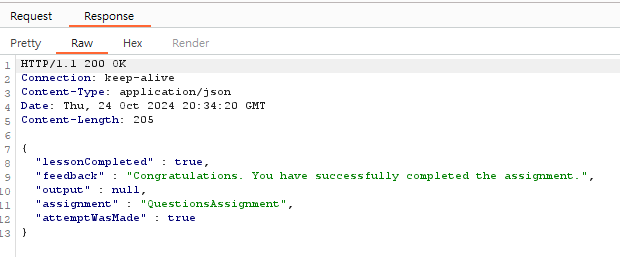 Request Response
Pretty Raw Hex Render
1 HTTP/1.1 200 OK
2 Connection: keep-alive
3 Content-Type: application/json
4 Date: Thu, 24 Oct 2024 20:34:20 GMT
5 Content-Length: 205
6
7 {
8 "lessonCompleted" : true,
9 "feedback" : "Congratulations. You have successfully completed the assignment.",
10 "output" : null,
11 "assignment" : "QuestionsAssignment",
12 "attemptWasMade" : true
13 }